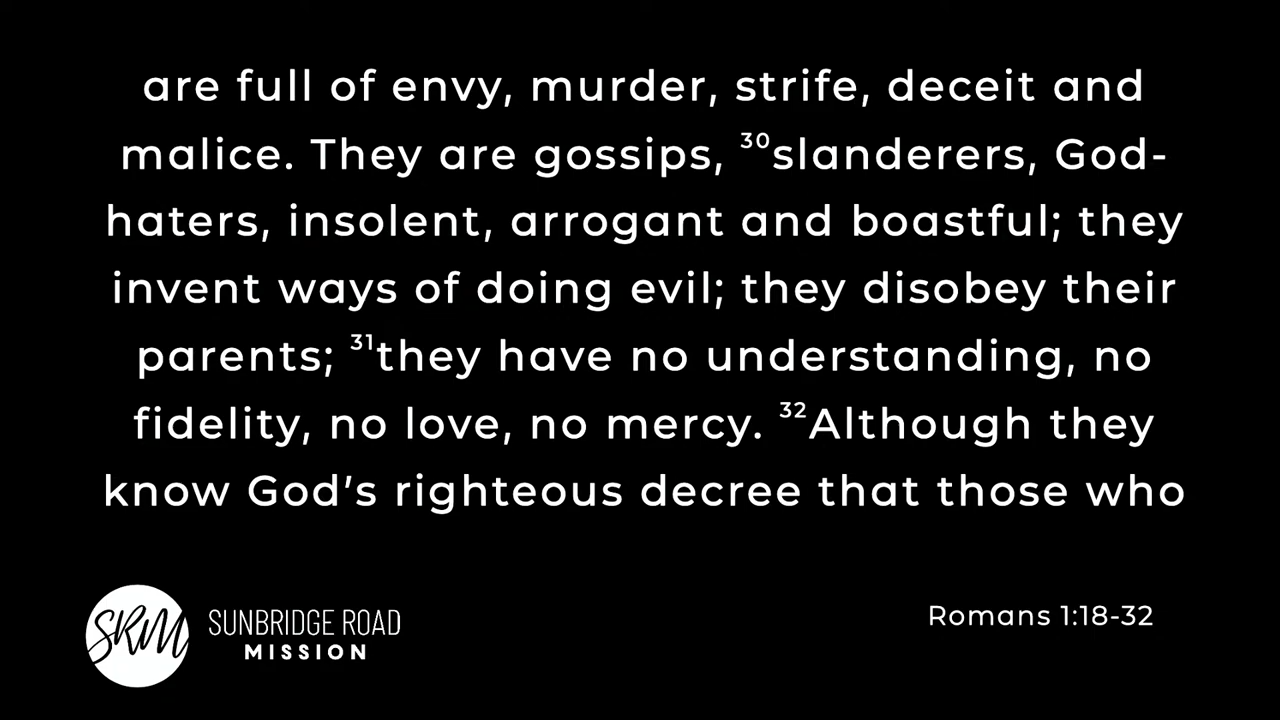 are full of envy, murder, strife, deceit and
malice. They are gossips, ³⁰slanderers, God-
haters, insolent, arrogant and boastful; they
invent ways of doing evil; they disobey their
parents; ³¹they have no understanding, no
fidelity, no love, no mercy. ³²Although they
know God’s righteous decree that those who
SRM
SUNBRIDGE ROAD
MISSION
Romans 1:18-32